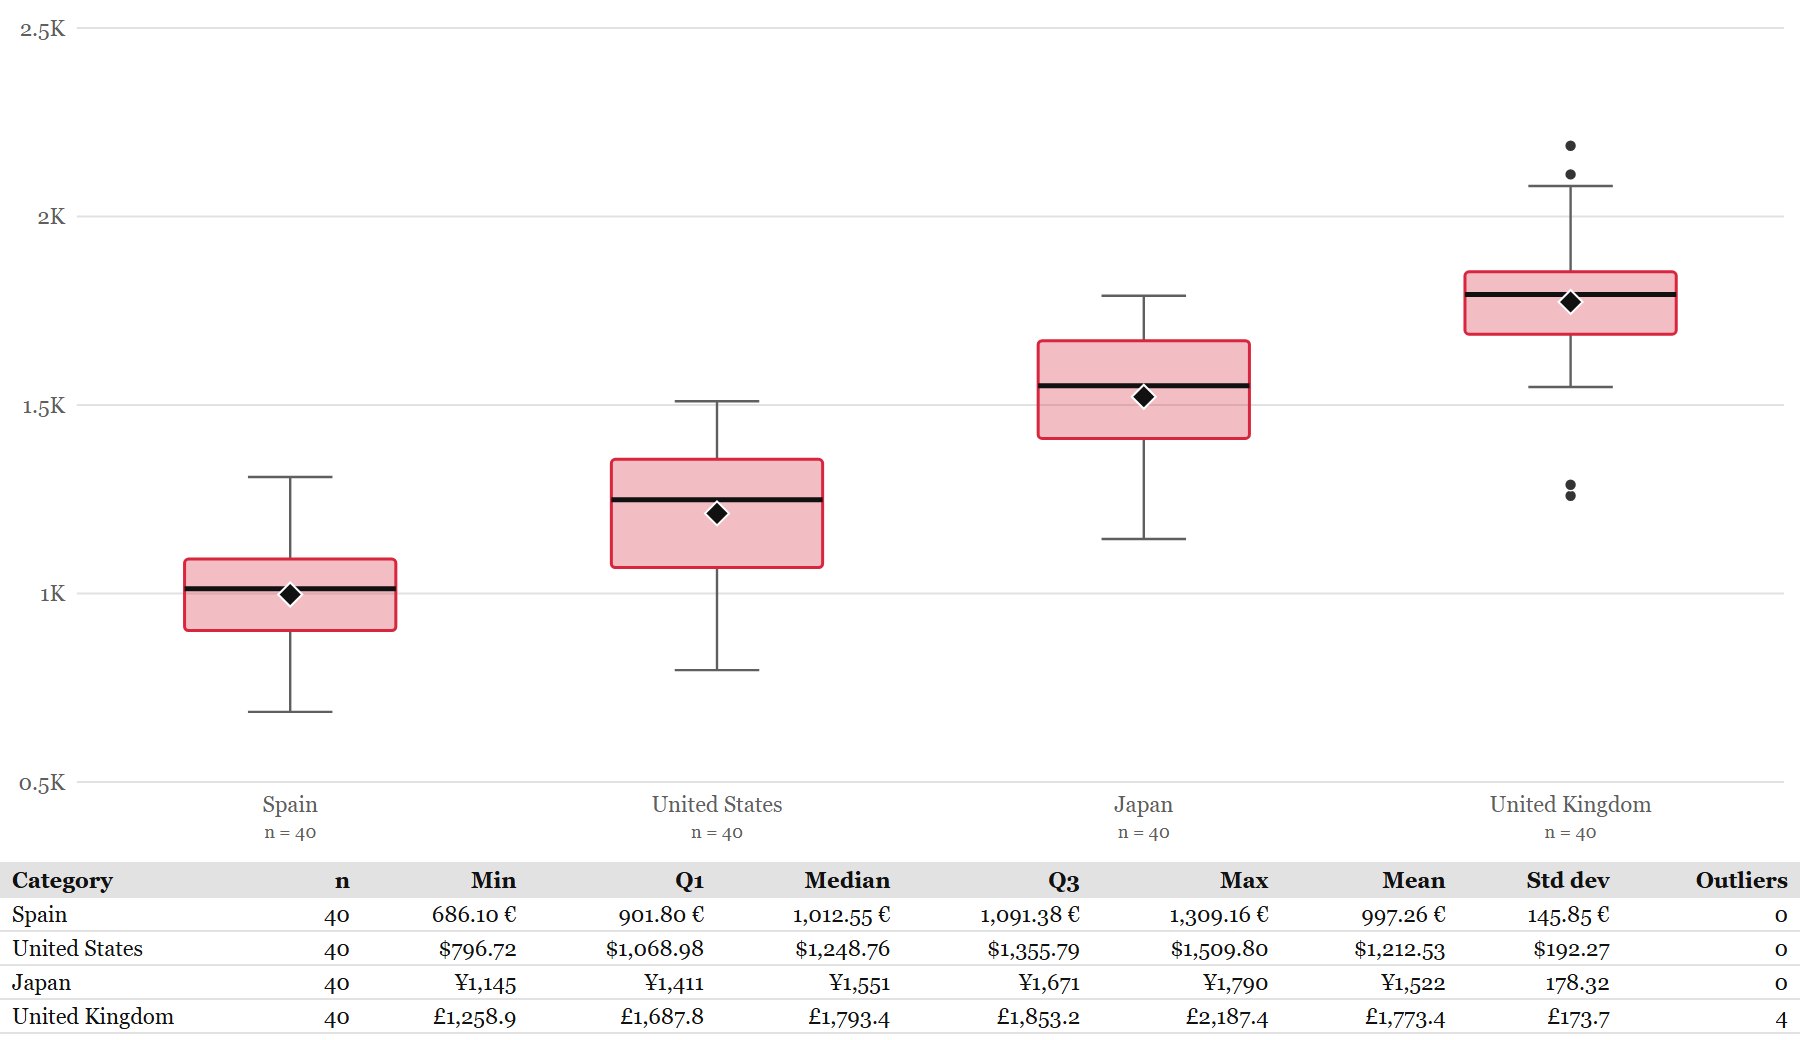 2.5K
2K
1.5K
1K
0.5K
Spain United States Japan United Kingdom
n = 40 n = 40 n = 40 n = 40
Category n Min Q1 Median Q3 Max Mean Std dev Outliers
Spain 40 686.10 € 901.80 € 1,012.55 € 1,091.38 € 1,309.16 € 997.26 € 145.85 € 0
United States 40 $796.72 $1,068.98 $1,248.76 $1,355.79 $1,509.80 $1,212.53 $192.27 0
Japan 40 ¥1,145 ¥1,411 ¥1,551 ¥1,671 ¥1,790 ¥1,522 178.32 0
United Kingdom 40 £1,258.9 £1,687.8 £1,793.4 £1,853.2 £2,187.4 £1,773.4 £173.7 4